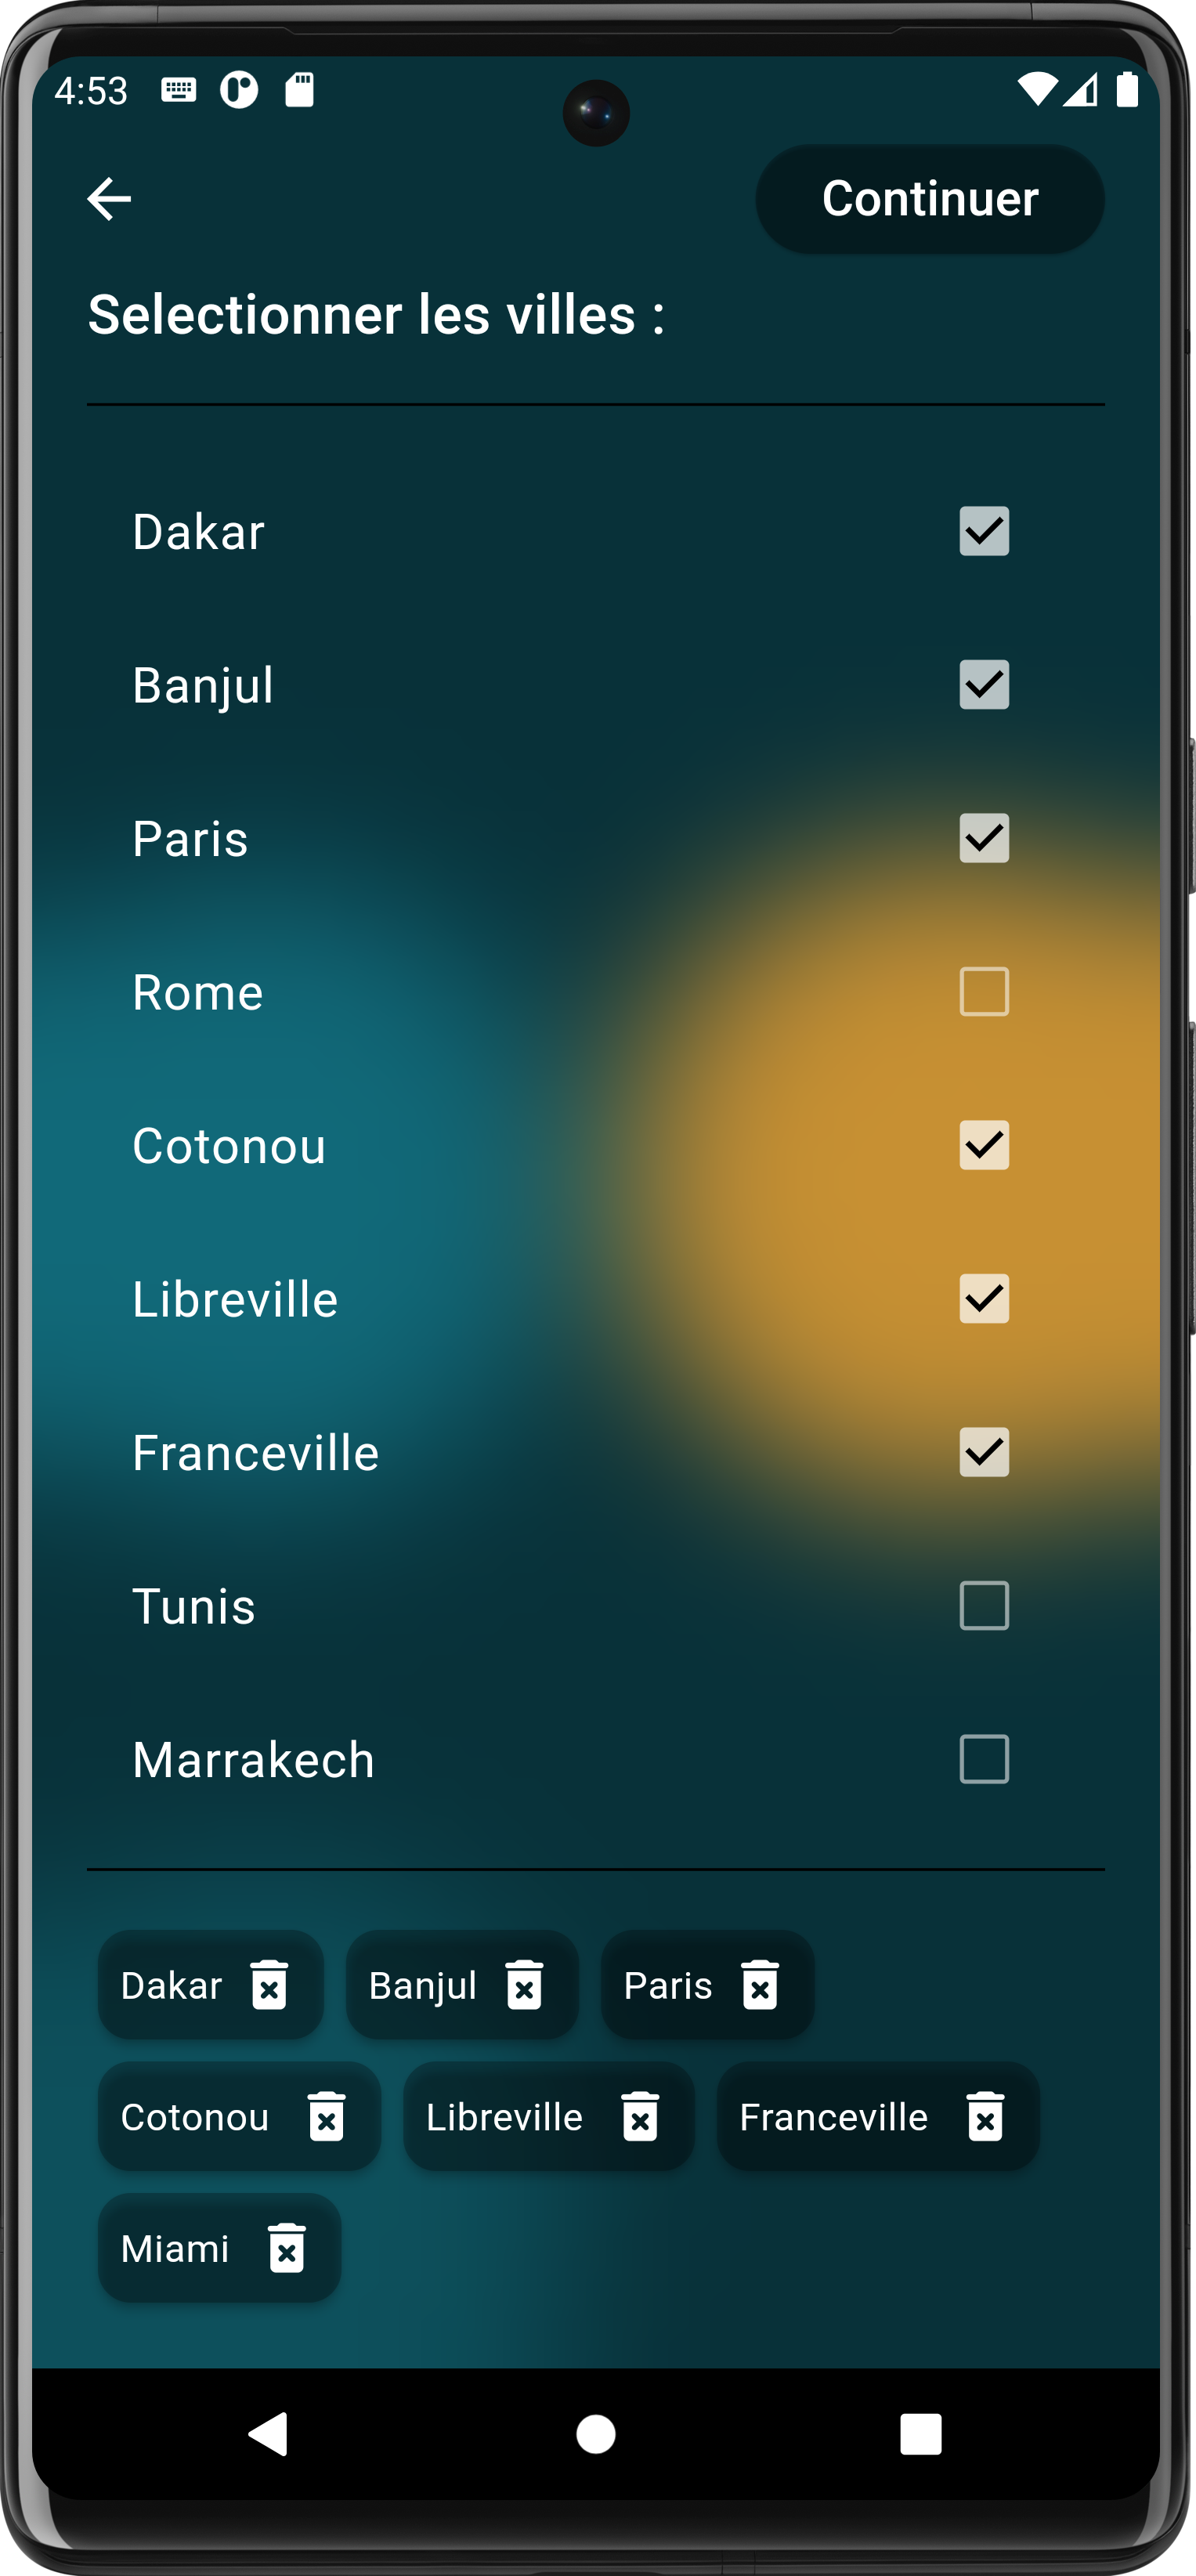 4:53
Continuer
Selectionner les villes :
Dakar
Banjul
Paris
Rome
Cotonou
Libreville
Franceville
Tunis
Marrakech
Dakar Banjul Paris
Cotonou Libreville Franceville
Miami